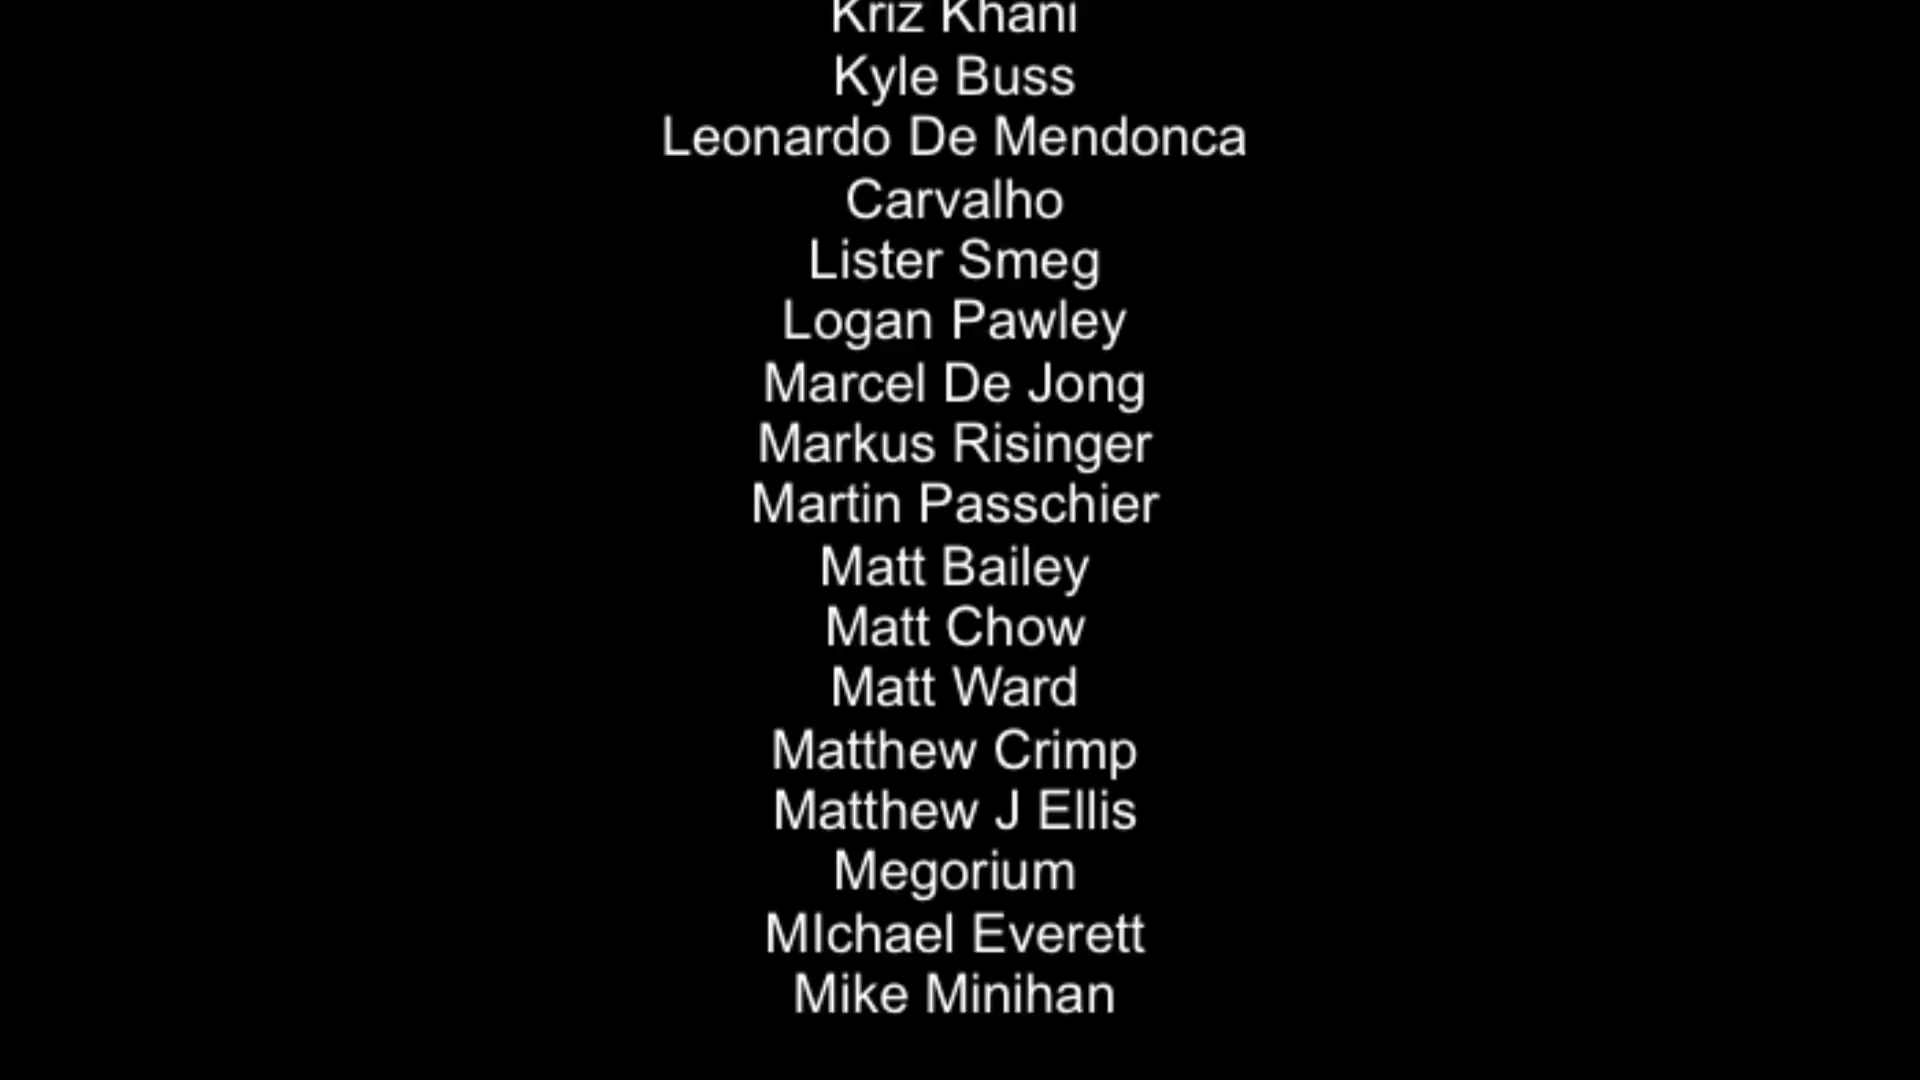 Kriz Khani
Kyle Buss
Leonardo De Mendonca
Carvalho
Lister Smeg
Logan Pawley
Marcel De Jong
Markus Risinger
Martin Passchier
Matt Bailey
Matt Chow
Matt Ward
Matthew Crimp
Matthew J Ellis
Megorium
MIchael Everett
Mike Minihan